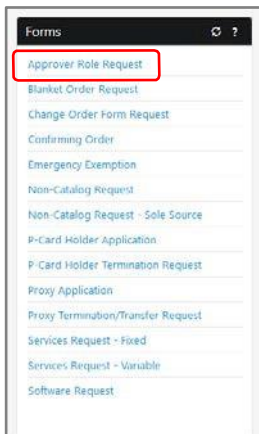 Forms ?
Approver Role Request
Blanket Order Request
Change Order Form Request
Confirming Order
Emergency Exemption
Non-Catalog Request
Non-Catalog Request - Sole Source
P-Card Holder Application
P-Card Holder Termination Request
Proxy Application
Proxy Termination/Transfer Request
Services Request - Fixed
Services Request - Variable
Software Request